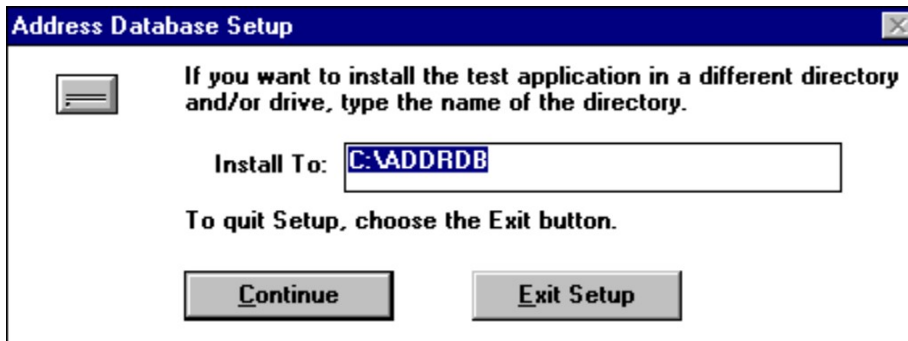 Address Database Setup
If you want to install the test application in a different directory
and/or drive, type the name of the directory.
Install To: C:\ADDRDB
To quit Setup, choose the Exit button.
Continue Exit Setup